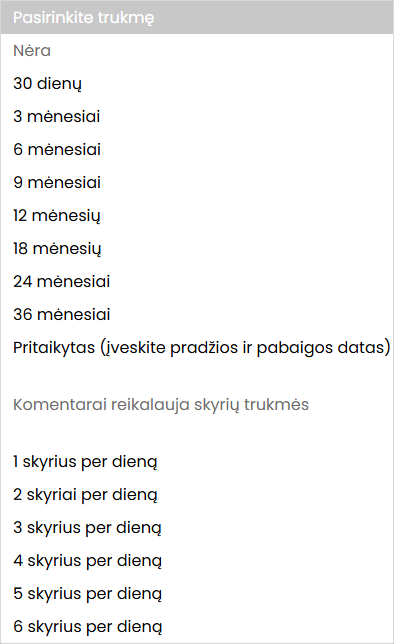 Pasirinkite trukmę
Nėra
30 dienų
3 mėnesiai
6 mėnesiai
9 mėnesiai
12 mėnesių
18 mėnesių
24 mėnesiai
36 mėnesiai
Pritaikytas (įveskite pradžios ir pabaigos datas)
Komentarai reikalauja skyrių trukmės
1 skyrius per dieną
2 skyriai per dieną
3 skyrius per dieną
4 skyrius per dieną
5 skyrius per dieną
6 skyrius per dieną